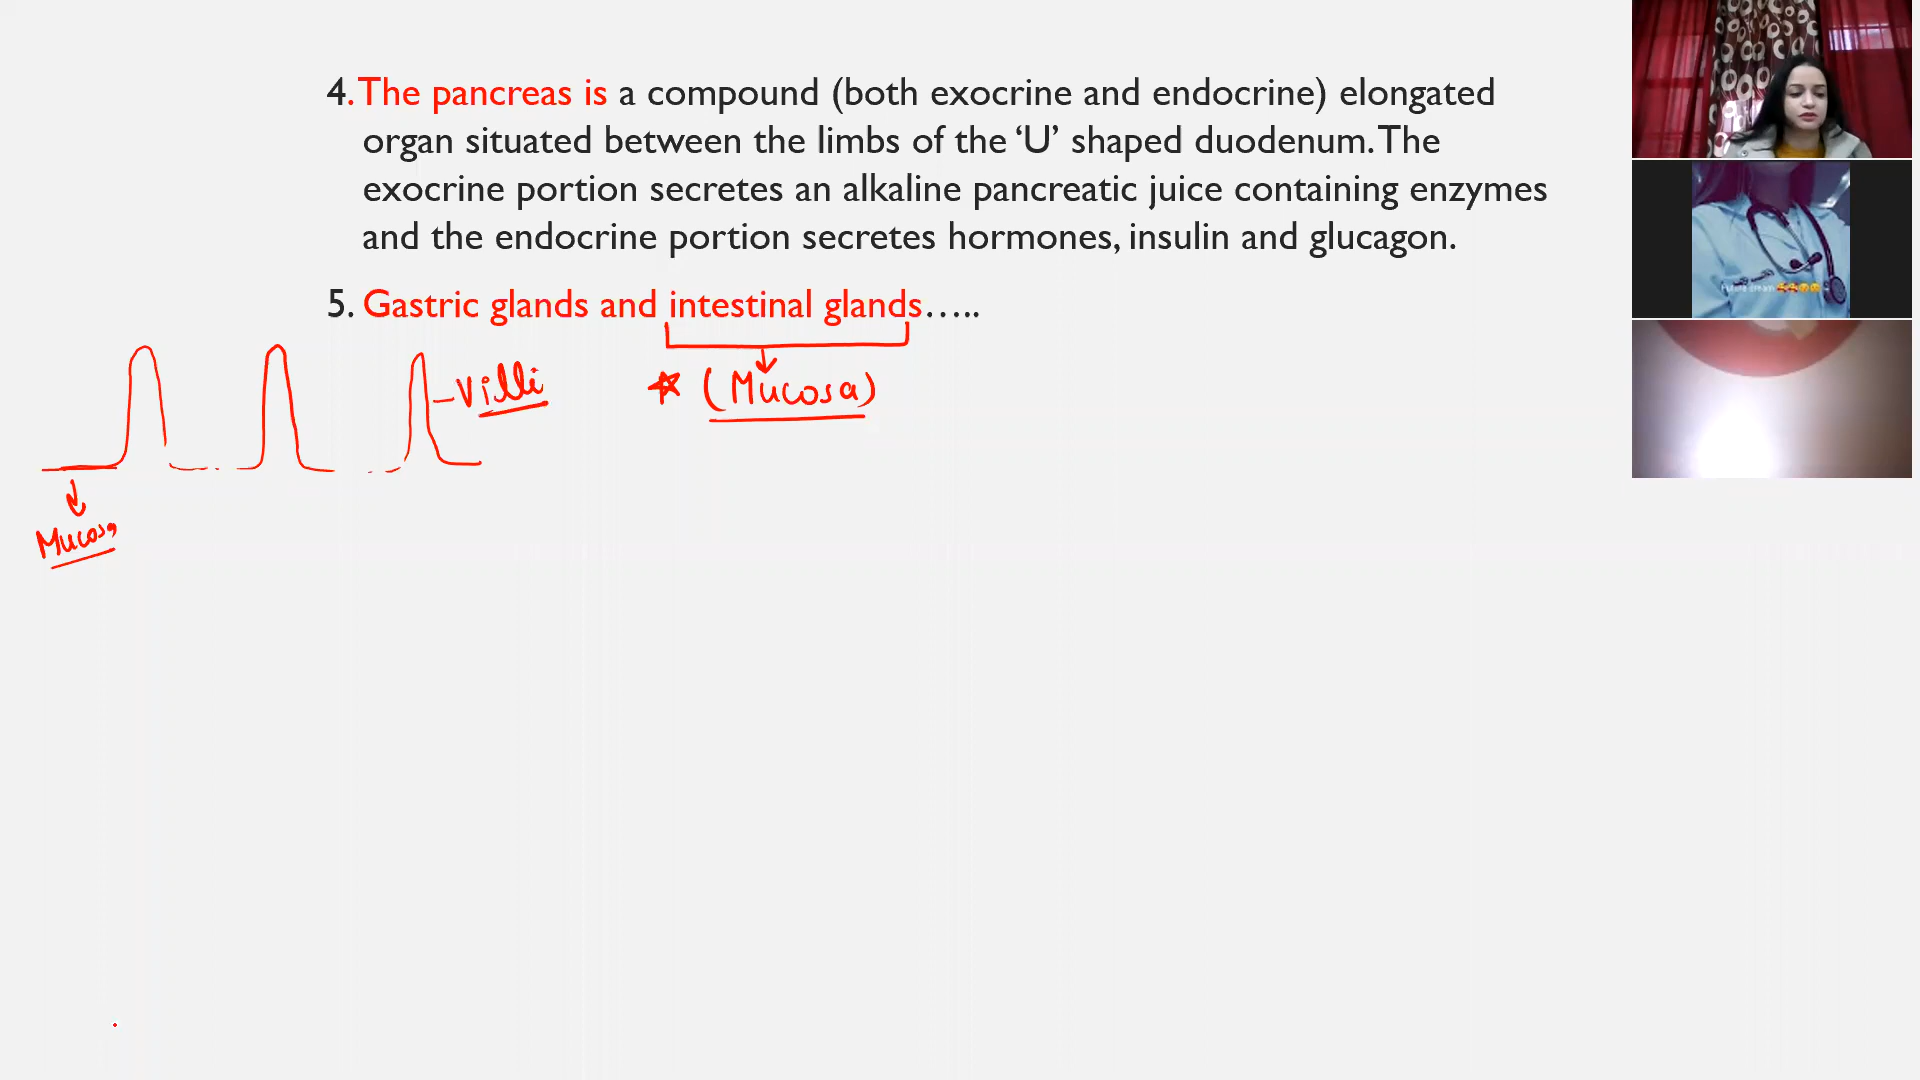 4. The pancreas is a compound (both exocrine and endocrine) elongated
organ situated between the limbs of the ‘U’ shaped duodenum. The
exocrine portion secretes an alkaline pancreatic juice containing enzymes
and the endocrine portion secretes hormones, insulin and glucagon.
5. Gastric glands and intestinal glands…..
Villi
(Mucosa)
Mucosa